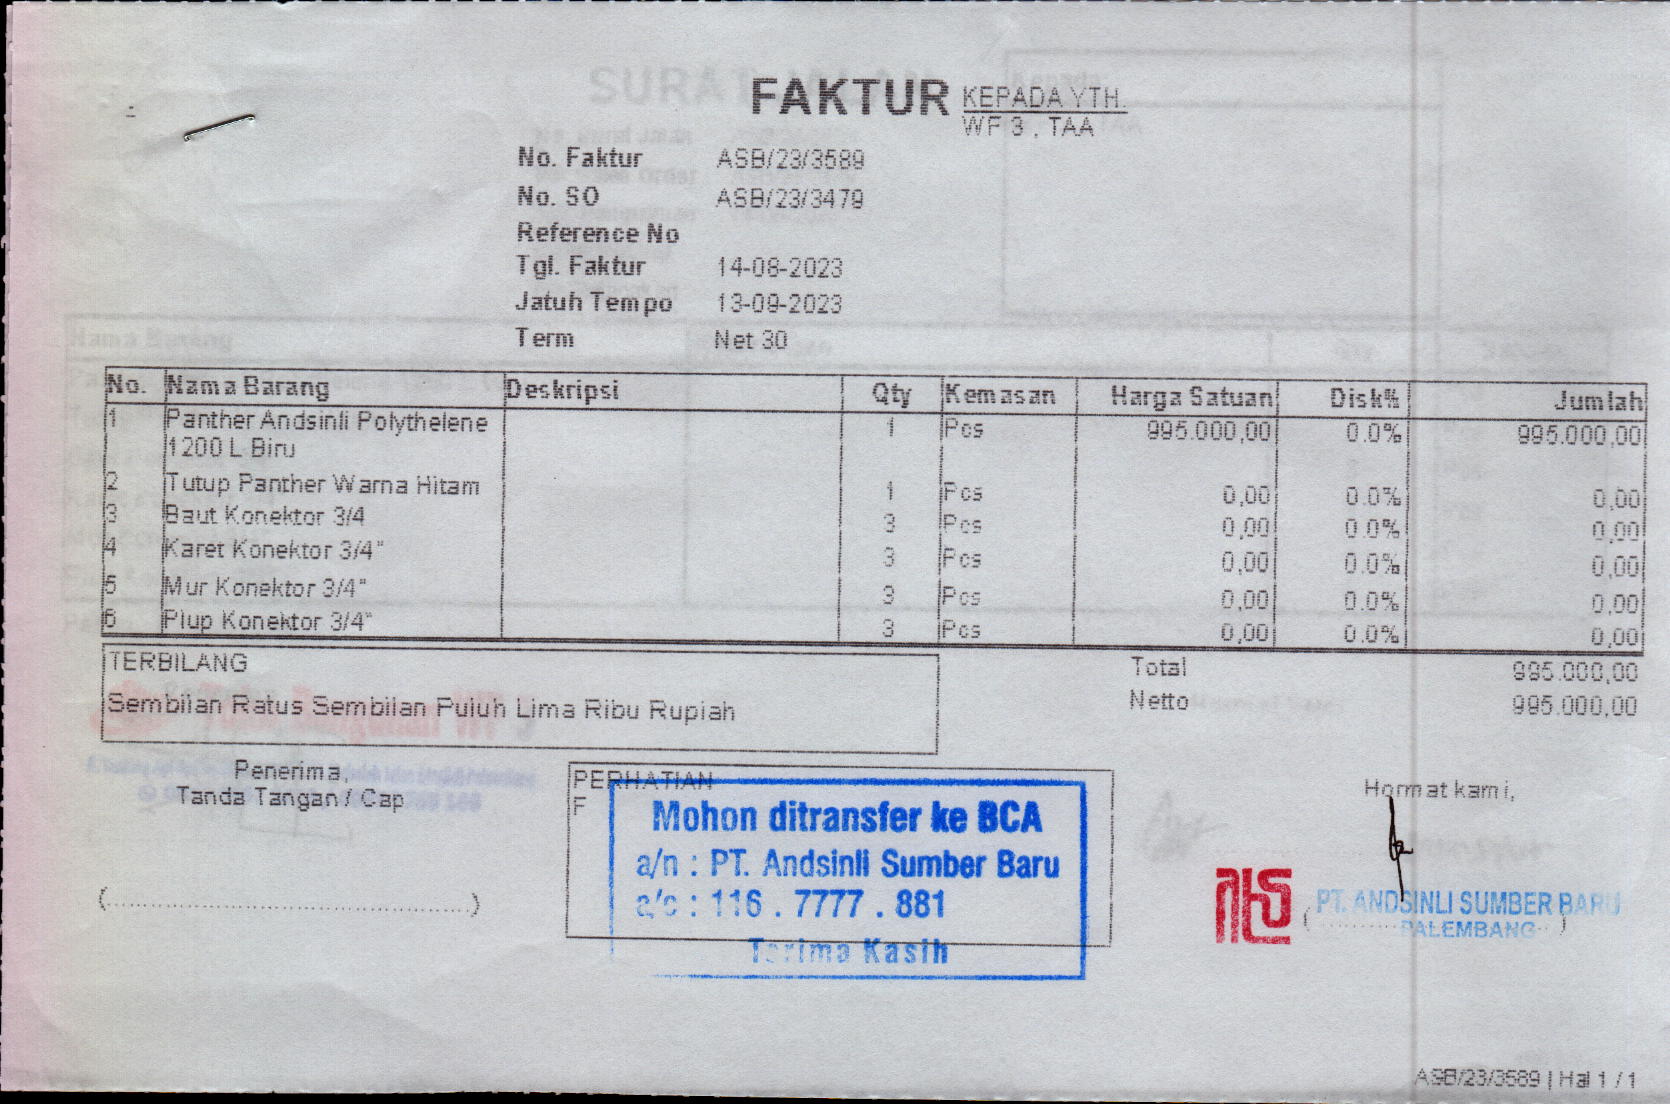 FAKTUR
KEPADA YTH.
WF 3 , TAA
No. Faktur ASB/23/3589
No. SO ASB/23/3479
Reference No
Tgl. Faktur 14-08-2023
Jatuh Tempo 13-09-2023
Term Net 30
No. Nama Barang Deskripsi Qty Kemasan Harga Satuan Disk% Jumlah
1 Panther Andsinli Polythelene 1 Pcs 995.000,00 0.0% 995.000,00
1200 L Biru
2 Tutup Panther Warna Hitam 1 Pcs 0,00 0.0% 0,00
3 Baut Konektor 3/4 3 Pcs 0,00 0.0% 0,00
4 Karet Konektor 3/4" 3 Pcs 0,00 0.0% 0,00
5 Mur Konektor 3/4" 3 Pcs 0,00 0.0% 0,00
6 Plup Konektor 3/4" 3 Pcs 0,00 0.0% 0,00
TERBILANG
Sembilan Ratus Sembilan Puluh Lima Ribu Rupiah
Total 995.000,00
Netto 995.000,00
Penerima,
Tanda Tangan / Cap
(..................................................)
PERHATIAN
F
Mohon ditransfer ke BCA
a/n : PT. Andsinli Sumber Baru
a/c : 116 . 7777 . 881
Terima Kasih
Hormat kami,
PT. ANDSINLI SUMBER BARU
PALEMBANG
ASB/23/3589 | Hal 1 / 1